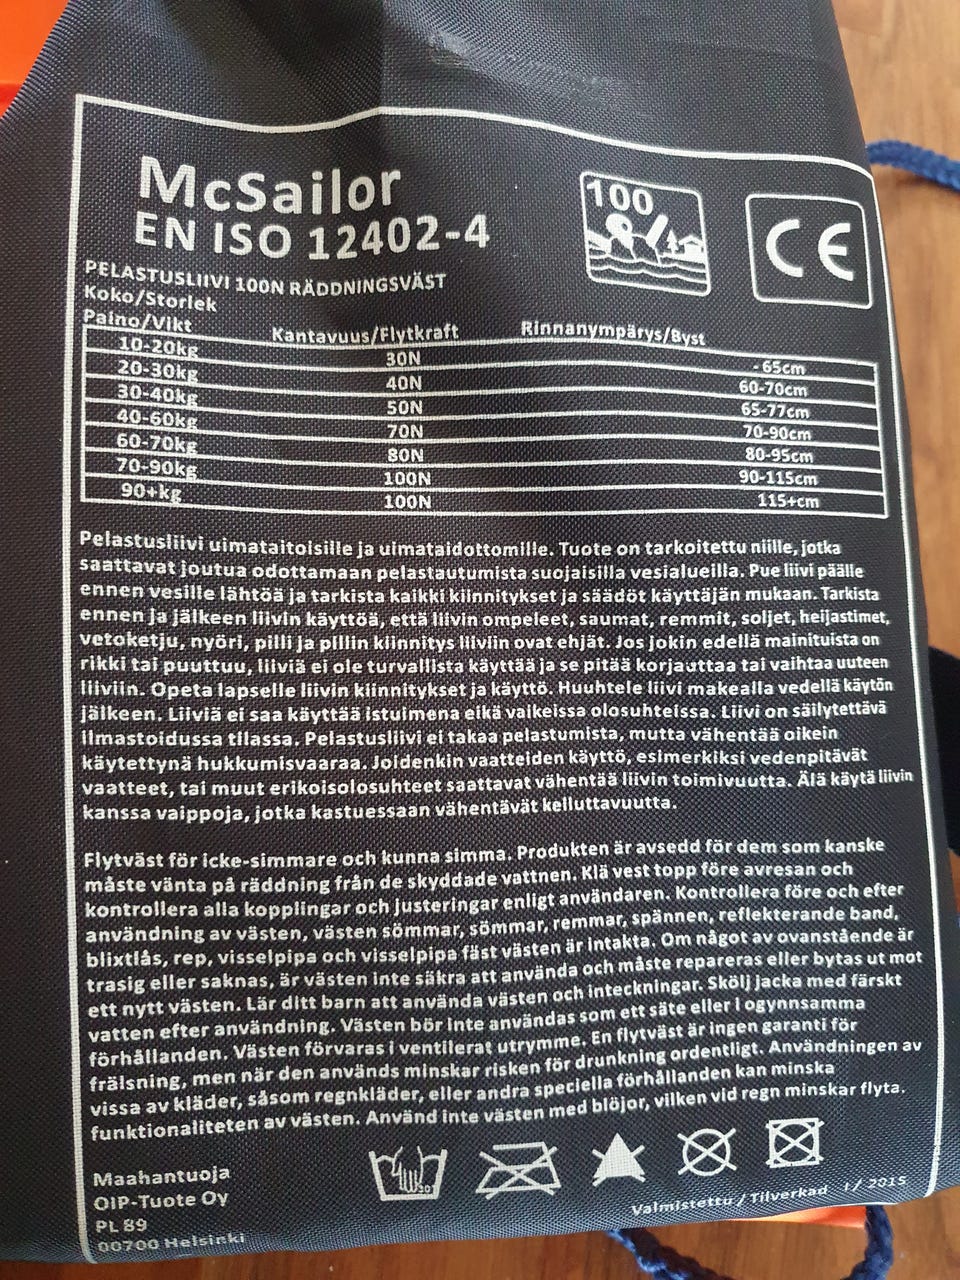 McSailor
EN ISO 12402-4
100
CE
PELASTUSLIIVI 100N RÄDDNINGSVÄST
Koko/Storlek
Paino/Vikt Kantavuus/Flytkraft Rinnanympärys/Byst
10-20kg 30N -65cm
20-30kg 40N 60-70cm
30-40kg 50N 65-77cm
40-60kg 70N 70-90cm
60-70kg 80N 80-95cm
70-90kg 100N 90-115cm
90+kg 100N 115+cm
Pelastusliivi uimataitoisille ja uimataidottomille. Tuote on tarkoitettu niille, jotka
saattavat joutua odottamaan pelastautumista suojaisilla vesialueilla. Pue liivi päälle
ennen vesille lähtöä ja tarkista kaikki kiinnitykset ja säädöt käyttäjän mukaan. Tarkista
ennen ja jälkeen liivin käyttöä, että liivin ompeleet, saumat, remmit, soljet, heijastimet,
vetoketju, nyöri, pilli ja pillin kiinnitys liiviin ovat ehjät. Jos jokin edellä mainituista on
rikki tai puuttuu, liiviä ei ole turvallista käyttää ja se pitää korjauttaa tai vaihtaa uuteen
liiviin. Opeta lapselle liivin kiinnitykset ja käyttö. Huuhtele liivi makealla vedellä käytön
jälkeen. Liiviä ei saa käyttää istuimena eikä vaikeissa olosuhteissa. Liivi on säilytettävä
ilmastoidussa tilassa. Pelastusliivi ei takaa pelastumista, mutta vähentää oikein
käytettynä hukkumisvaaraa. Joidenkin vaatteiden käyttö, esimerkiksi vedenpitävät
vaatteet, tai muut erikoisolosuhteet saattavat vähentää liivin toimivuutta. Älä käytä liivin
kanssa vaippoja, jotka kastuessaan vähentävät kelluttavuutta.
Flytväst för icke-simmare och kunna simma. Produkten är avsedd för dem som kanske
måste vänta på räddning från de skyddade vattnen. Klä vest topp före avresan och
kontrollera alla kopplingar och justeringar enligt användaren. Kontrollera före och efter
användning av västen, västen sömmar, sömmar, remmar, spännen, reflekterande band,
blixtlås, rep, visselpipa och visselpipa fäst västen är intakta. Om något av ovanstående är
trasig eller saknas, är västen inte säkra att använda och måste repareras eller bytas ut mot
ett nytt västen. Lär ditt barn att använda västen och inteckningar. Skölj jacka med färskt
vatten efter användning. Västen bör inte användas som ett säte eller i ogynnsamma
förhållanden. Västen förvaras i ventilerat utrymme. En flytväst är ingen garanti för
frälsning, men när den används minskar risken för drunkning ordentligt. Användningen av
vissa av kläder, såsom regnkläder, eller andra speciella förhållanden kan minska
funktionaliteten av västen. Använd inte västen med blöjor, vilken vid regn minskar flyta.
30°
Maahantuoja
OIP-Tuote Oy
PL 89
00700 Helsinki
Valmistettu / Tilverkad 1/ 2015